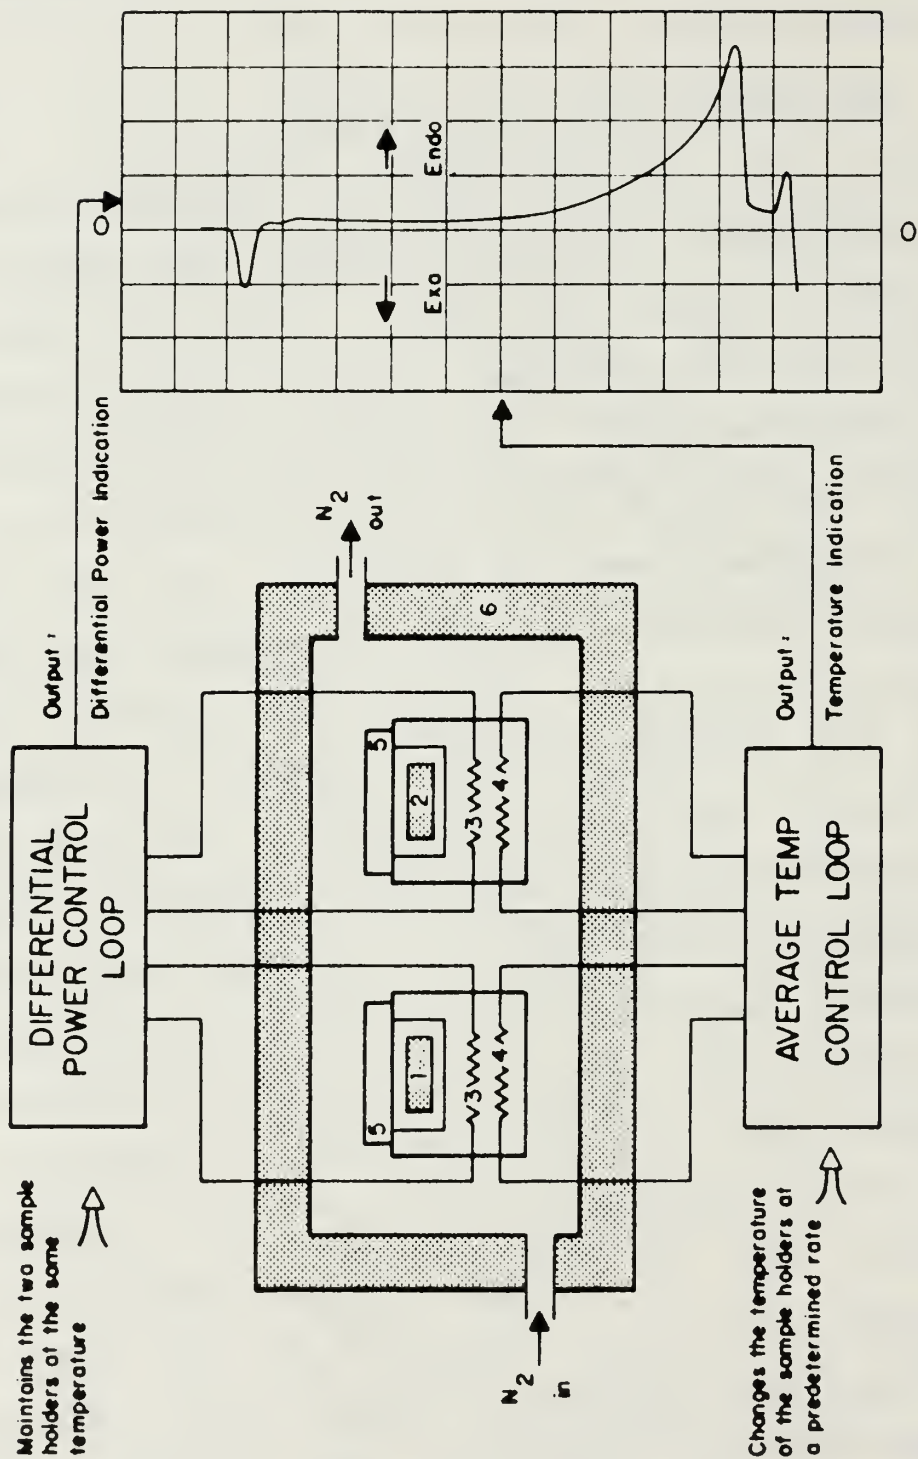 Maintains the two sample
holders at the same
temperature
DIFFERENTIAL
POWER CONTROL
LOOP
Output:
Differential Power Indication
O
N2
in
1
5
3
4
2
5
3
4
6
N2
out
Exo
Endo
O
Changes the temperature
of the sample holders at
a predetermined rate
AVERAGE TEMP
CONTROL LOOP
Output:
Temperature Indication